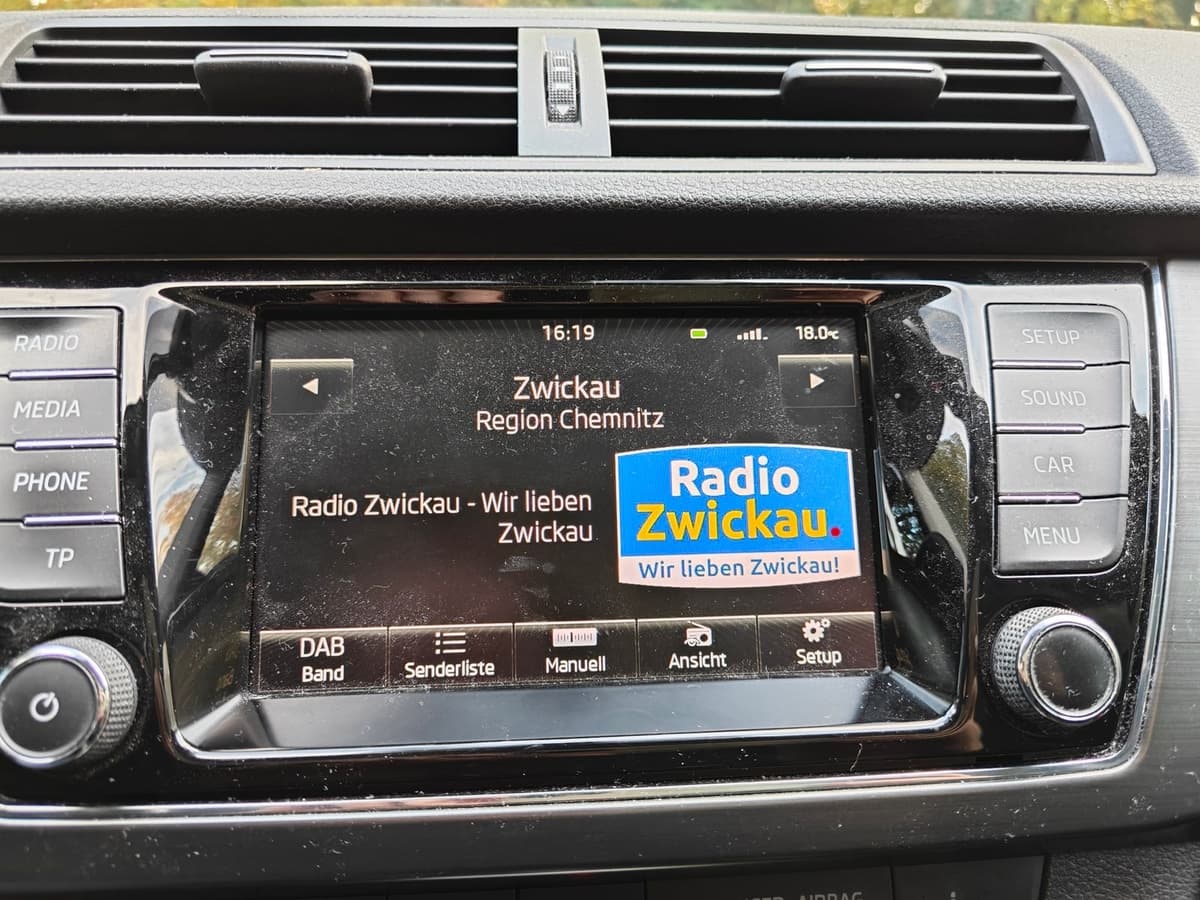 16:19
18.0°C
RADIO
MEDIA
PHONE
TP
Zwickau
Region Chemnitz
Radio Zwickau - Wir lieben
Zwickau
Radio
Zwickau.
Wir lieben Zwickau!
DAB
Band
Senderliste
Manuell
Ansicht
Setup
SETUP
SOUND
CAR
MENU
AIRBAG